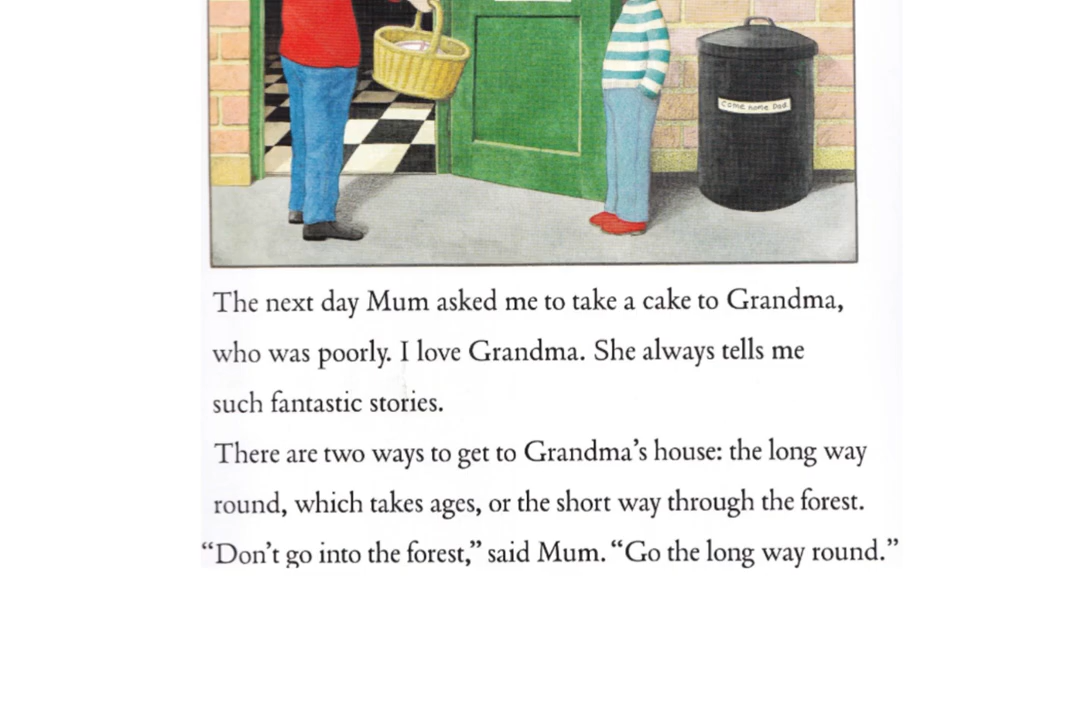 Come home Dad
The next day Mum asked me to take a cake to Grandma,
who was poorly. I love Grandma. She always tells me
such fantastic stories.
There are two ways to get to Grandma’s house: the long way
round, which takes ages, or the short way through the forest.
“Don’t go into the forest,” said Mum. “Go the long way round.”